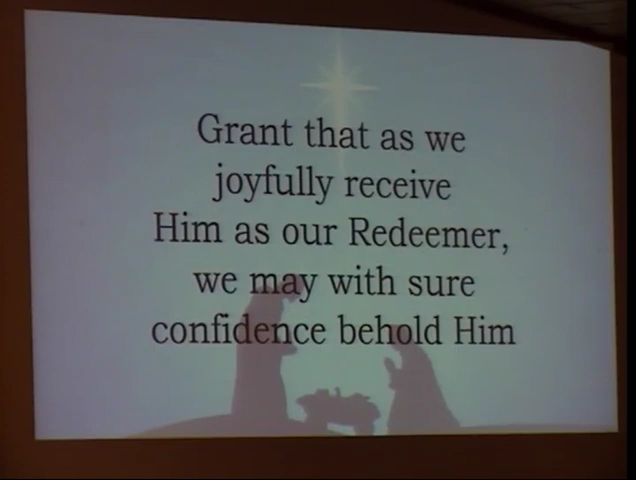 Grant that as we
joyfully receive
Him as our Redeemer,
we may with sure
confidence behold Him